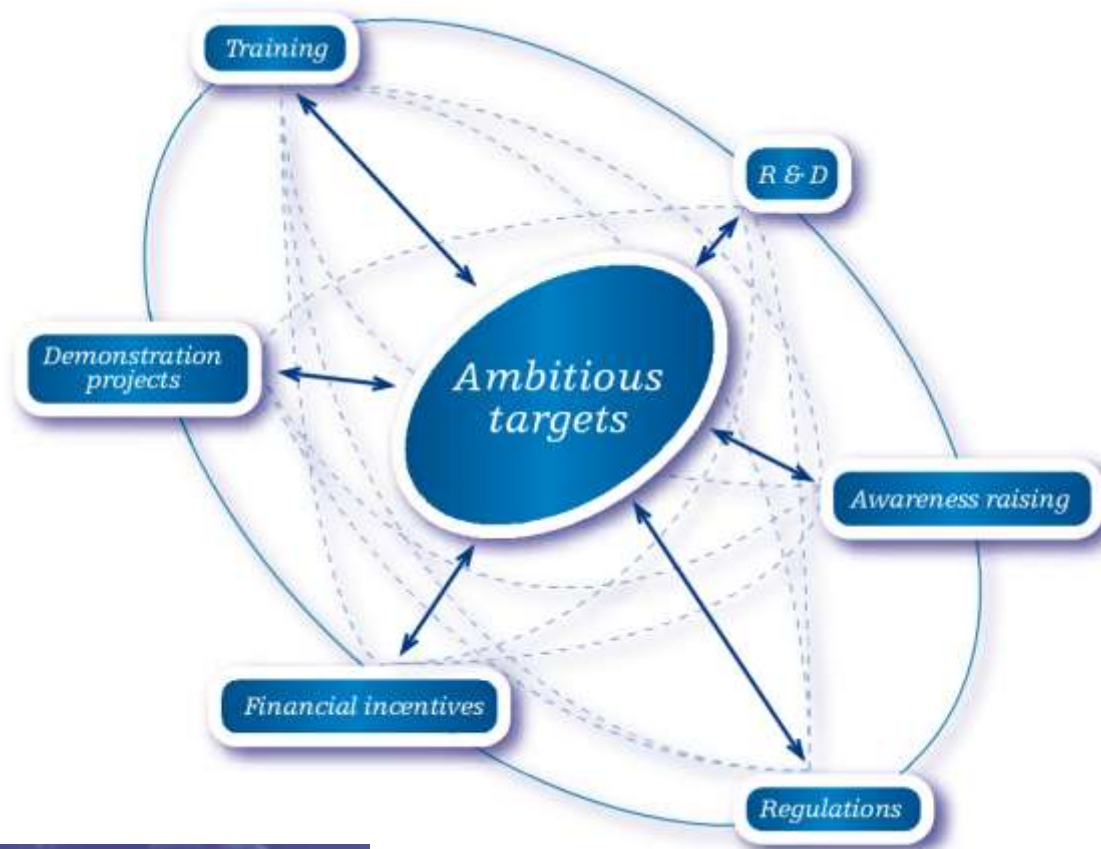 Training
R & D
Demonstration
projects
Ambitious
targets
Awareness raising
Financial incentives
Regulations